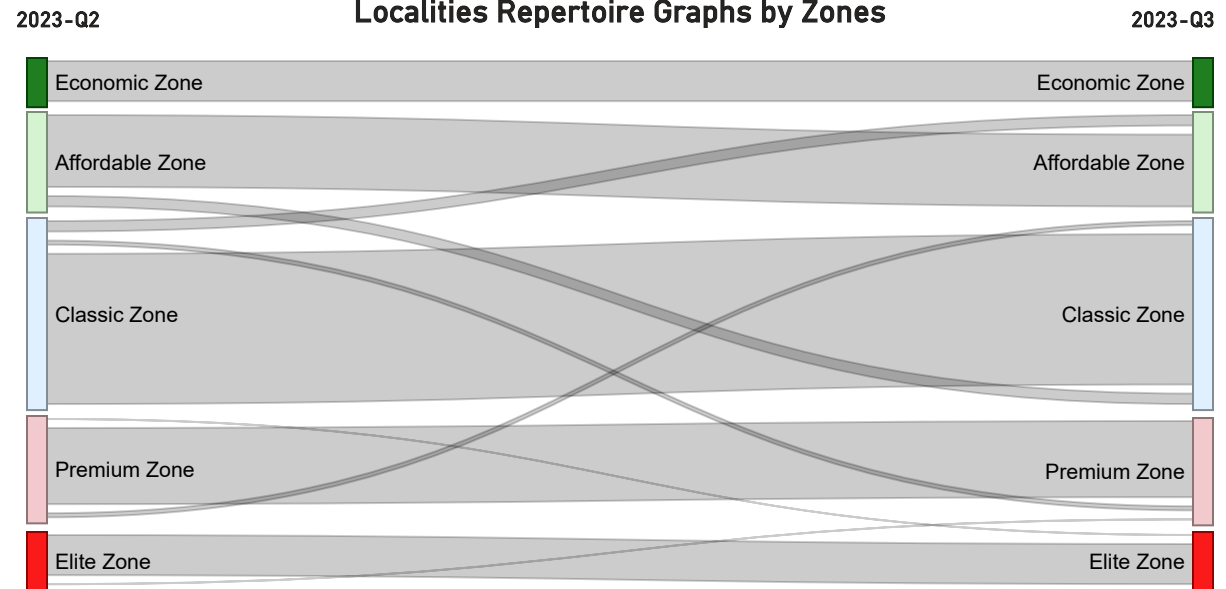 Localities Repertoire Graphs by Zones
2023-Q2
2023-Q3
Economic Zone
Economic Zone
Affordable Zone
Affordable Zone
Classic Zone
Classic Zone
Premium Zone
Premium Zone
Elite Zone
Elite Zone